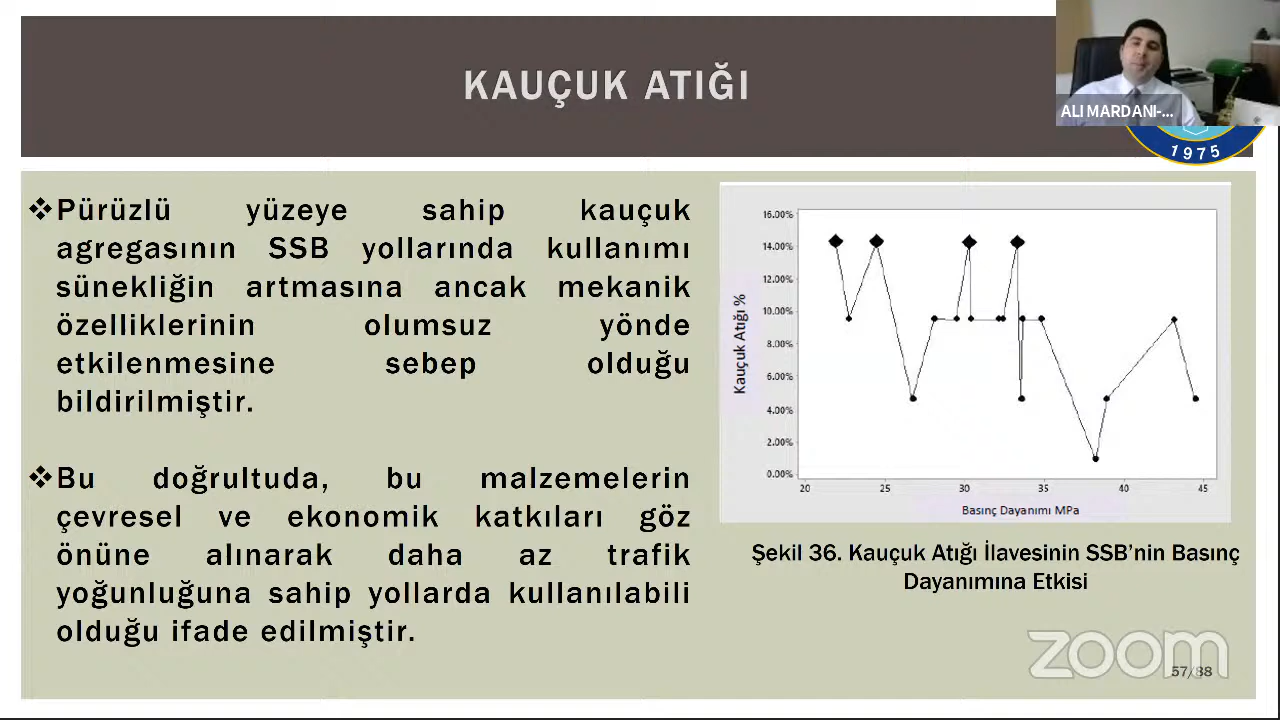 KAUÇUK ATIĞI
ALI MARDANI-...
1975
❖Pürüzlü yüzeye sahip kauçuk
agregasının SSB yollarında kullanımı
sünekliğin artmasına ancak mekanik
özelliklerinin olumsuz yönde
etkilenmesine sebep olduğu
bildirilmiştir.
❖Bu doğrultuda, bu malzemelerin
çevresel ve ekonomik katkıları göz
önüne alınarak daha az trafik
yoğunluğuna sahip yollarda kullanılabili
olduğu ifade edilmiştir.
Kauçuk Atığı %
16.00%
14.00%
12.00%
10.00%
8.00%
6.00%
4.00%
2.00%
0.00%
20 25 30 35 40 45
Basınç Dayanımı MPa
Şekil 36. Kauçuk Atığı İlavesinin SSB’nin Basınç
Dayanımına Etkisi
zoom
57/88